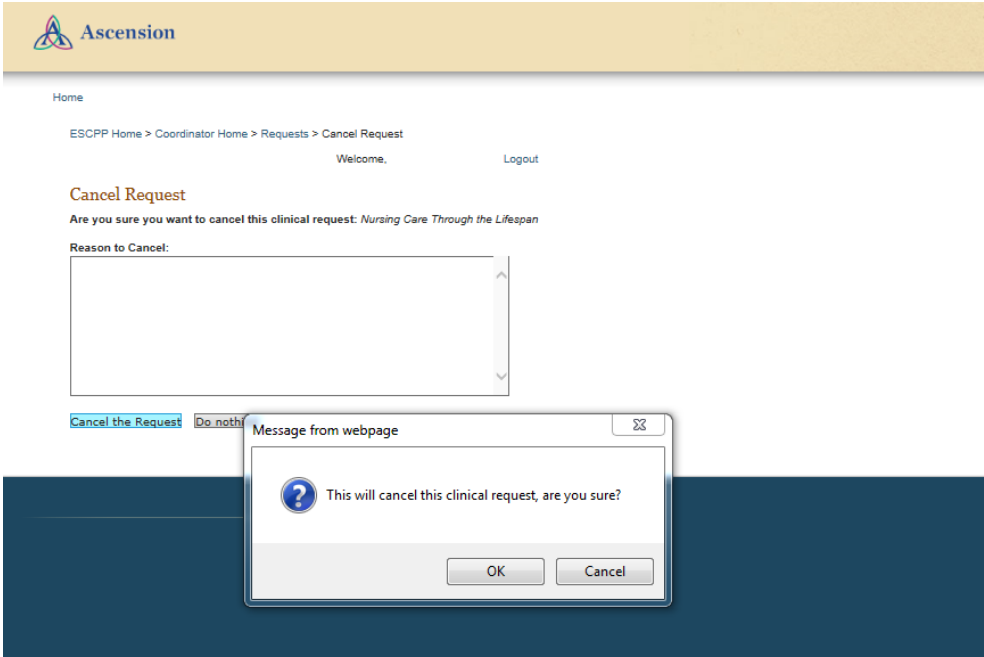 Ascension
Home
ESCPP Home > Coordinator Home > Requests > Cancel Request
Welcome, Logout
Cancel Request
Are you sure you want to cancel this clinical request: Nursing Care Through the Lifespan
Reason to Cancel:
Cancel the Request Do nothi
Message from webpage
This will cancel this clinical request, are you sure?
OK Cancel